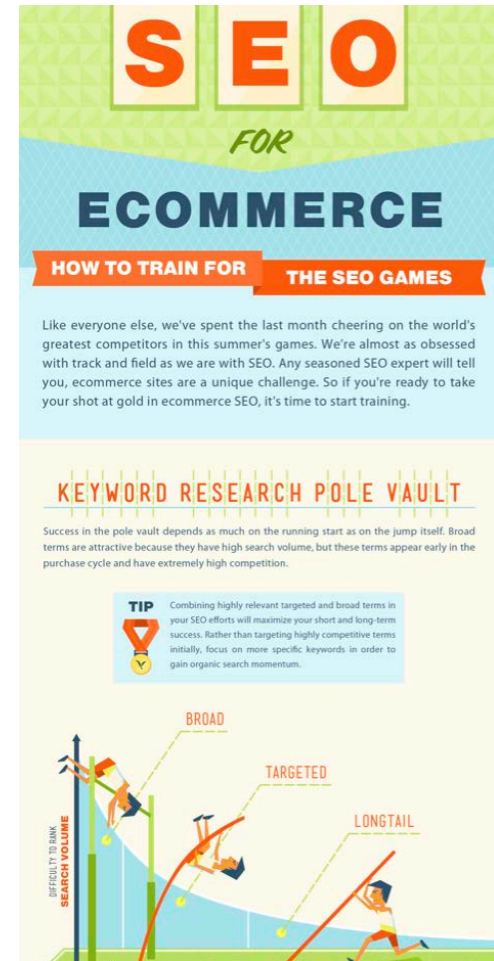 SEO
FOR
ECOMMERCE
HOW TO TRAIN FOR
THE SEO GAMES
Like everyone else, we've spent the last month cheering on the world's
greatest competitors in this summer's games. We're almost as obsessed
with track and field as we are with SEO. Any seasoned SEO expert will tell
you, ecommerce sites are a unique challenge. So if you're ready to take
your shot at gold in ecommerce SEO, it's time to start training.
KEYWORD RESEARCH POLE VAULT
Success in the pole vault depends as much on the running start as on the jump itself. Broad
terms are attractive because they have high search volume, but these terms appear early in the
purchase cycle and have extremely high competition.
TIP
Combining highly relevant targeted and broad terms in
your SEO efforts will maximize your short and long-term
success. Rather than targeting highly competitive terms
initially, focus on more specific keywords in order to
gain organic search momentum.
BROAD
TARGETED
LONGTAIL
DIFFICULTY TO RANK
SEARCH VOLUME